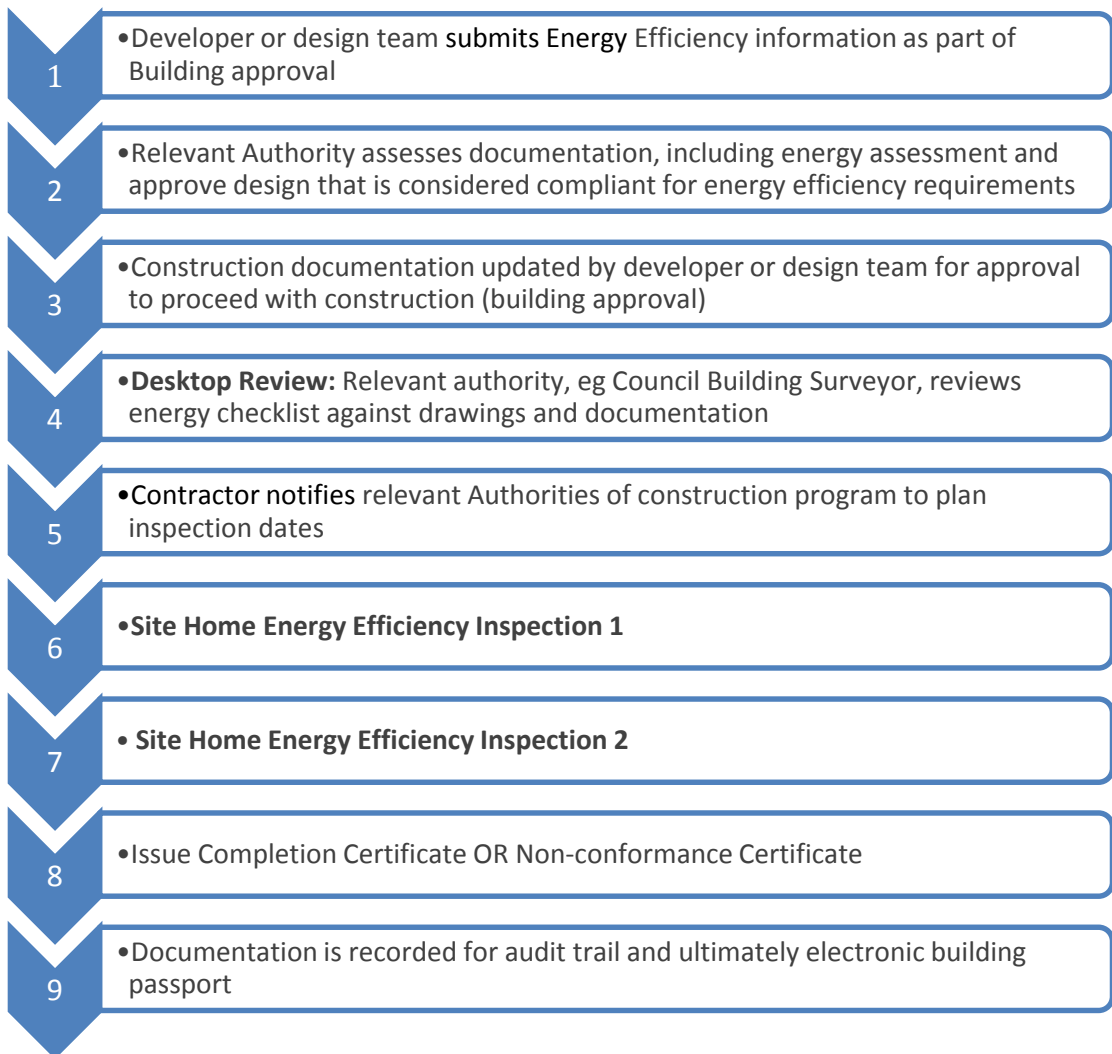 1
•Developer or design team submits Energy Efficiency information as part of
Building approval
2
•Relevant Authority assesses documentation, including energy assessment and
approve design that is considered compliant for energy efficiency requirements
3
•Construction documentation updated by developer or design team for approval
to proceed with construction (building approval)
4
•Desktop Review: Relevant authority, eg Council Building Surveyor, reviews
energy checklist against drawings and documentation
5
•Contractor notifies relevant Authorities of construction program to plan
inspection dates
6
•Site Home Energy Efficiency Inspection 1
7
• Site Home Energy Efficiency Inspection 2
8
•Issue Completion Certificate OR Non-conformance Certificate
9
•Documentation is recorded for audit trail and ultimately electronic building
passport